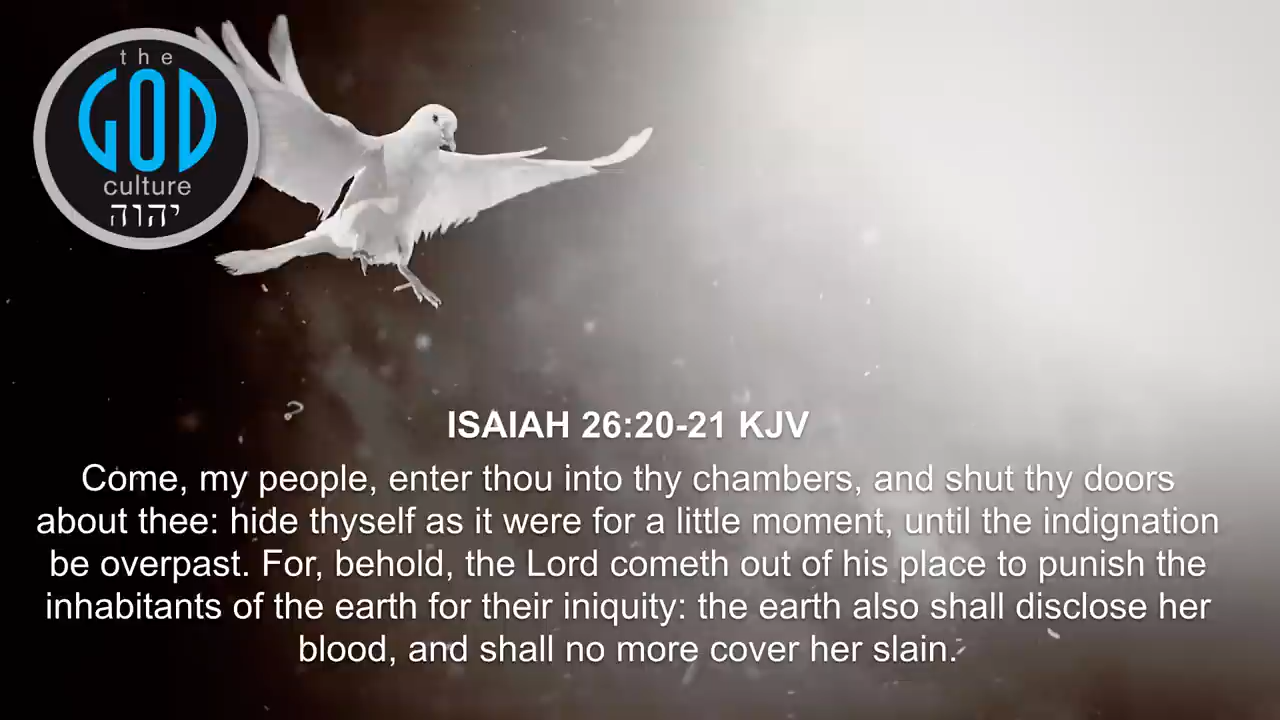 the
GOD
culture
יהוה
ISAIAH 26:20-21 KJV
Come, my people, enter thou into thy chambers, and shut thy doors
about thee: hide thyself as it were for a little moment, until the indignation
be overpast. For, behold, the Lord cometh out of his place to punish the
inhabitants of the earth for their iniquity: the earth also shall disclose her
blood, and shall no more cover her slain.